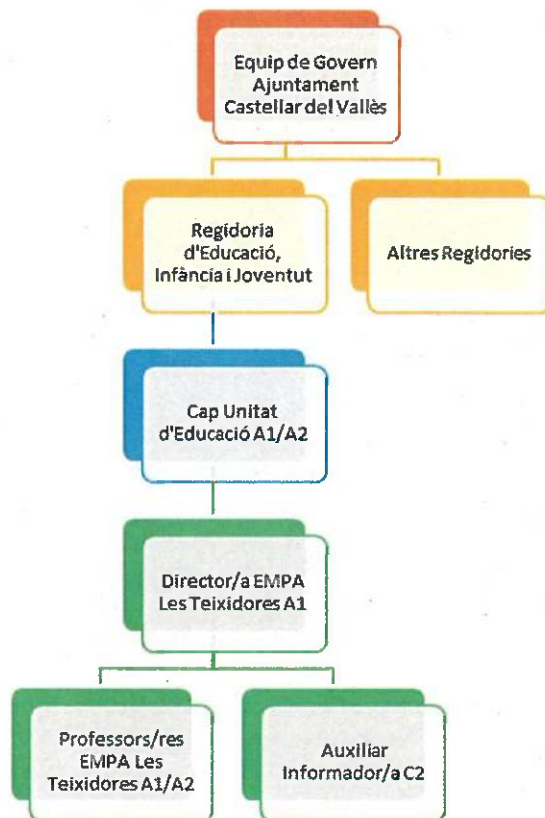 Equip de Govern
Ajuntament
Castellar del Vallès
Regidoria
d'Educació,
Infància i Joventut
Altres Regidories
Cap Unitat
d'Educació A1/A2
Director/a EMPA
Les Teixidores A1
Professors/res
EMPA Les
Teixidores A1/A2
Auxiliar
Informador/a C2